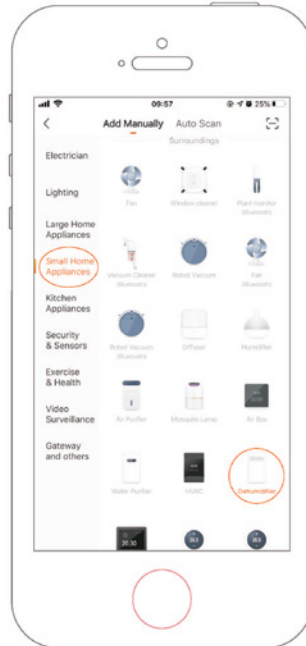 09:57
25%
Add Manually Auto Scan
Surroundings
Electrician
Lighting
Large Home
Appliances
Small Home
Appliances
Kitchen
Appliances
Security
& Sensors
Exercise
& Health
Video
Surveillance
Gateway
and others
Fan
Window cleaner
Plant monitor
(Bluetooth)
Vacuum Cleaner
(Bluetooth)
Robot Vacuum
Fan
(Bluetooth)
Robot Vacuum
(Bluetooth)
Diffuser
Humidifier
Air Purifier
Mosquito Lamp
Air Box
Water Purifier
HVAC
Dehumidifier
20.30